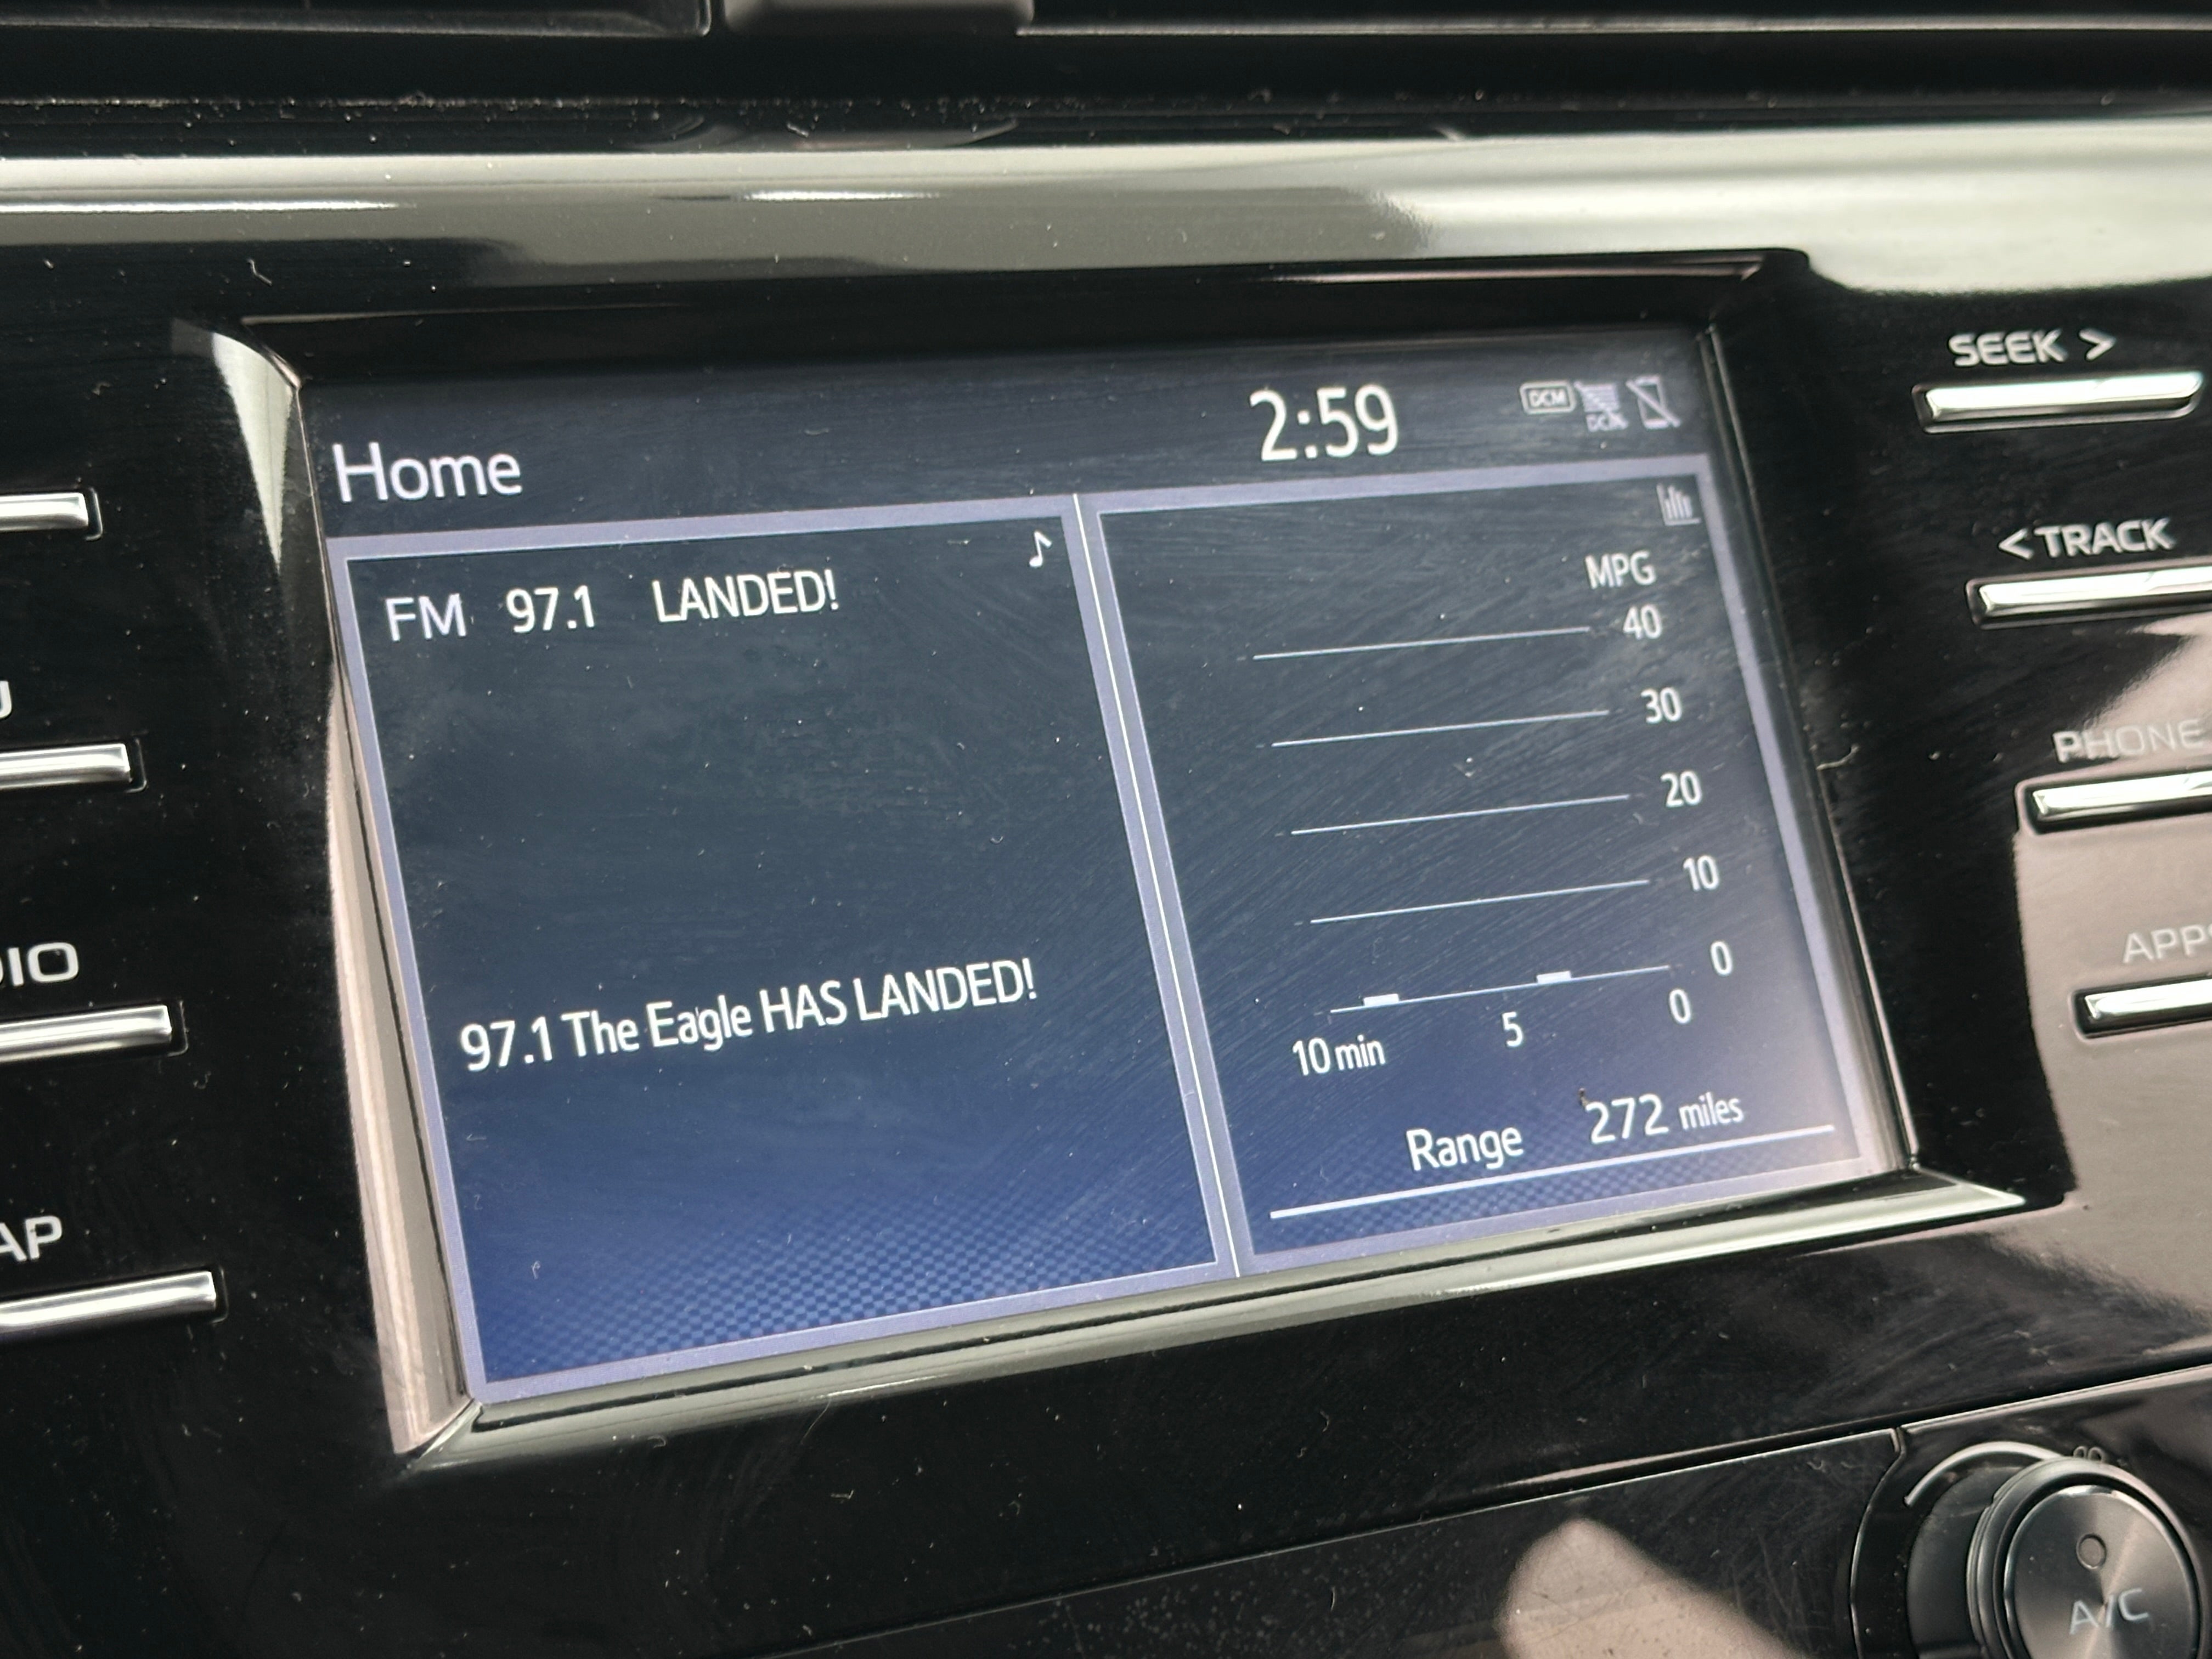 SEEK >
2:59
DCM
Home
< TRACK
FM 97.1 LANDED!
MPG
40
30
PHONE
20
10
APPS
97.1 The Eagle HAS LANDED!
0
10 min 5 0
Range 272 miles
A/C